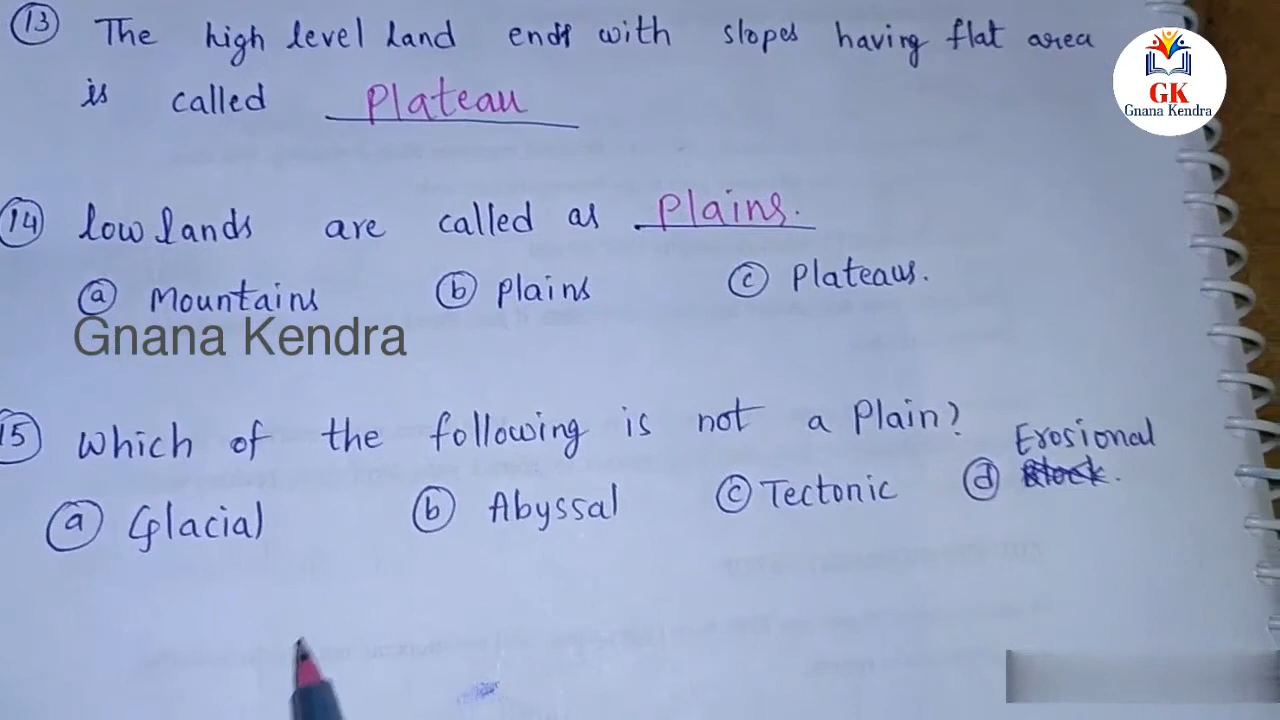 13 The high level land ends with slopes having flat area
is called Plateau
GK
Gnana Kendra
14 low lands are called as Plains.
a Mountains b plains c Plateaus.
Gnana Kendra
15 Which of the following is not a Plain?
Erosional
a Glacial b Abyssal c Tectonic d Block.